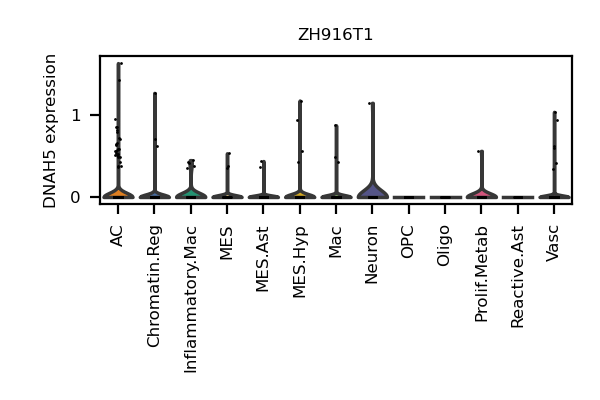 ZH916T1
DNAH5 expression
1
0
AC
Chromatin.Reg
Inflammatory.Mac
MES
MES.Ast
MES.Hyp
Mac
Neuron
OPC
Oligo
Prolif.Metab
Reactive.Ast
Vasc